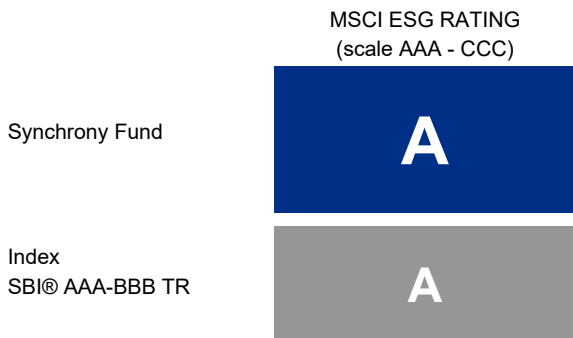 MSCI ESG RATING
(scale AAA - CCC)
Synchrony Fund
A
Index
SBI® AAA-BBB TR
A